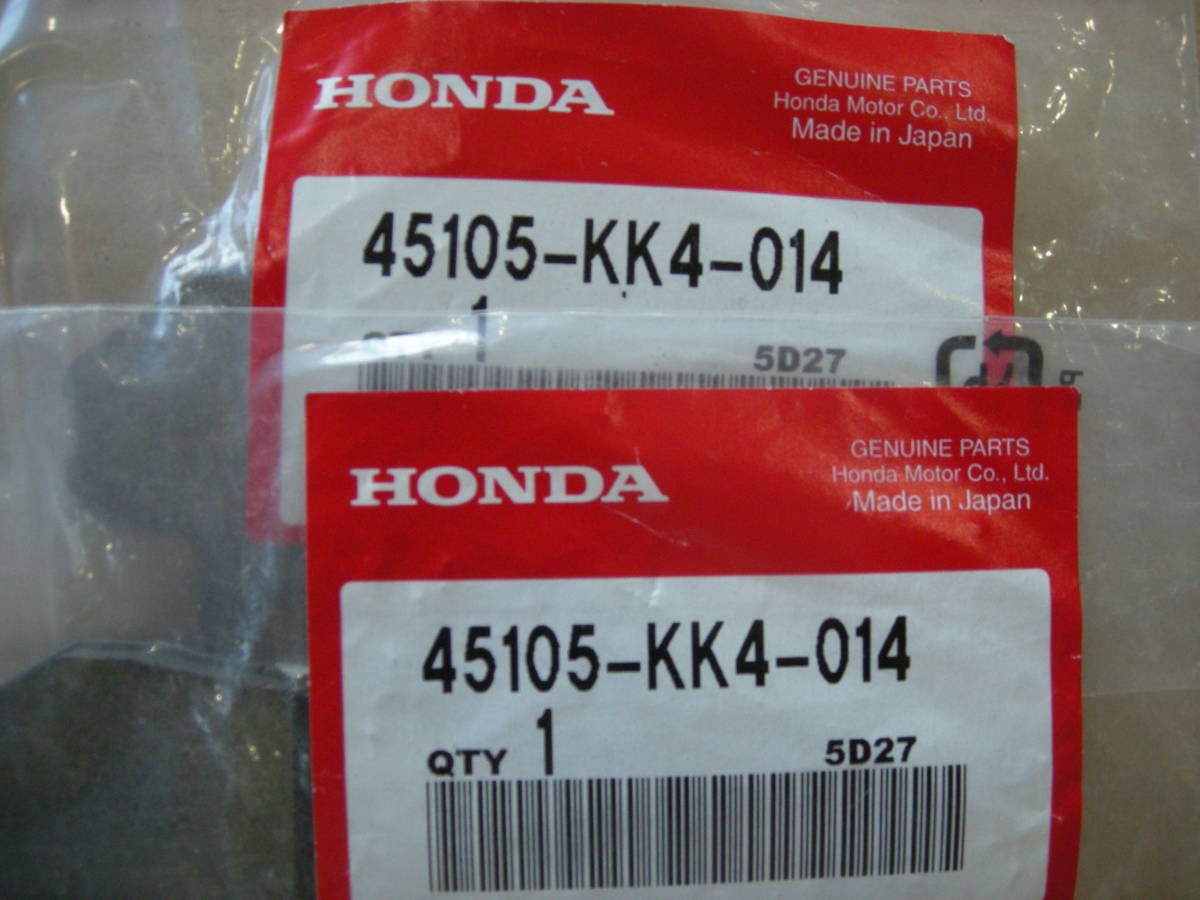 HONDA
GENUINE PARTS
Honda Motor Co., Ltd.
Made in Japan
45105-KK4-014
QTY 1
5D27
HONDA
GENUINE PARTS
Honda Motor Co., Ltd.
Made in Japan
45105-KK4-014
QTY 1
5D27